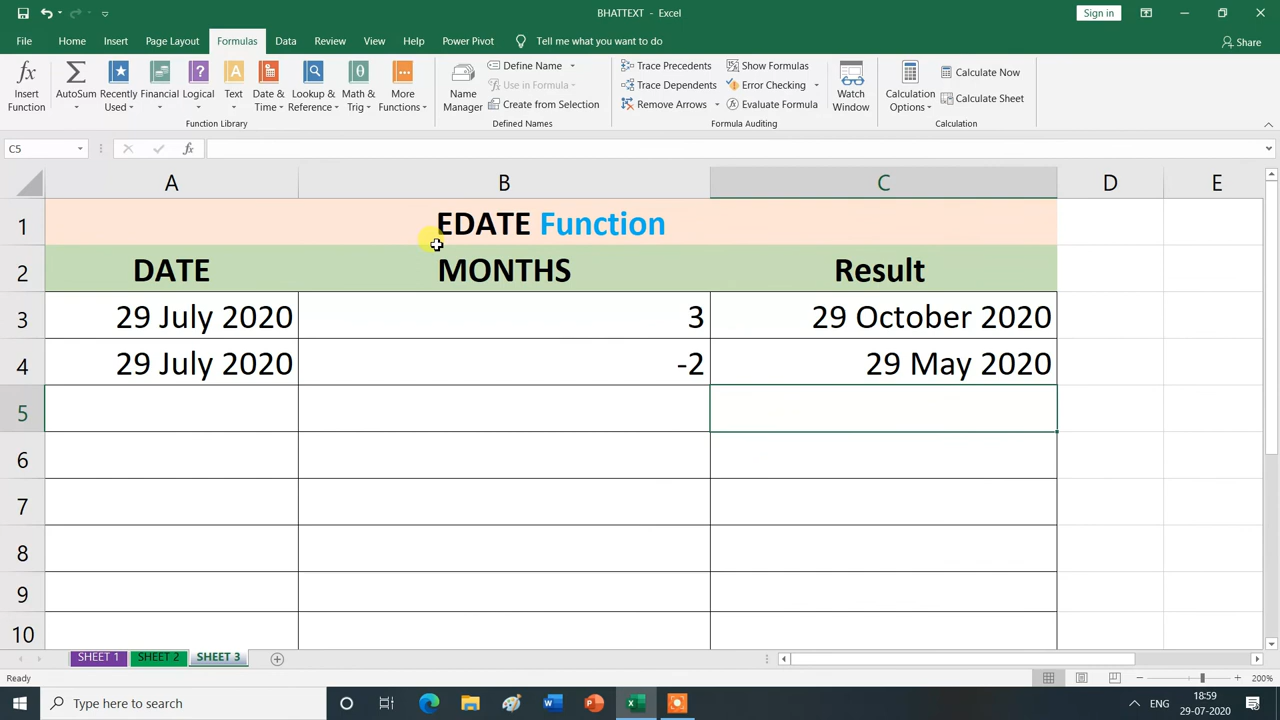 BHATTEXT - Excel
Sign in
File Home Insert Page Layout Formulas Data Review View Help Power Pivot Tell me what you want to do Share
Insert Function
AutoSum
Recently Used
Financial
Logical
Text
Date & Time
Lookup & Reference
Math & Trig
More Functions
Function Library
Name Manager
Define Name
Use in Formula
Create from Selection
Defined Names
Trace Precedents
Trace Dependents
Remove Arrows
Show Formulas
Error Checking
Evaluate Formula
Formula Auditing
Watch Window
Calculation Options
Calculate Now
Calculate Sheet
Calculation
C5 fx
A B C D E
1 EDATE Function
2 DATE MONTHS Result
3 29 July 2020 3 29 October 2020
4 29 July 2020 -2 29 May 2020
5
6
7
8
9
10
SHEET 1 SHEET 2 SHEET 3
Ready 200%
Type here to search
ENG
18:59
29-07-2020